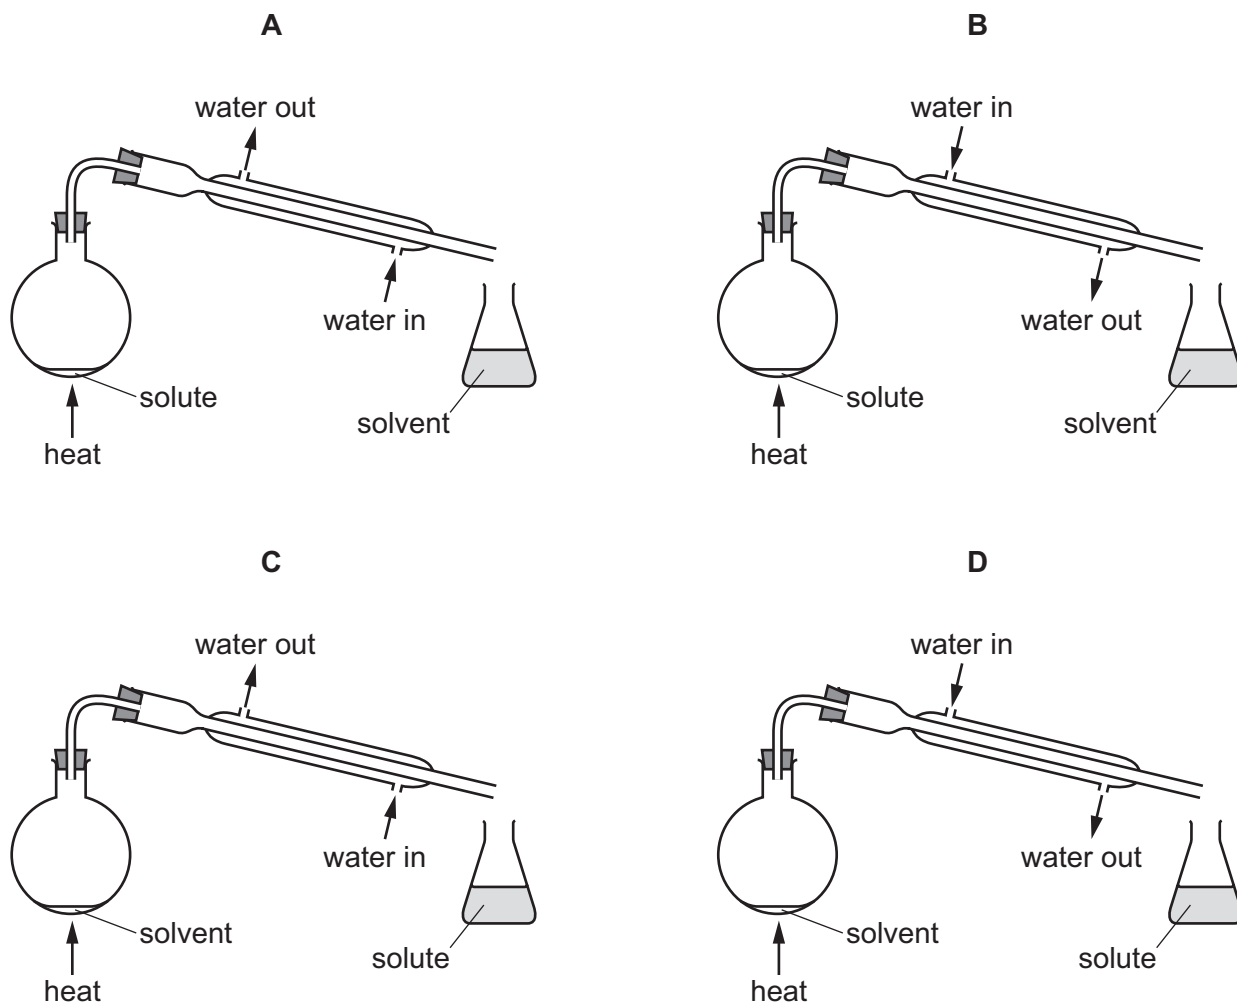 A
water out
water in
solute
solvent
heat
B
water in
water out
solute
solvent
heat
C
water out
water in
solvent
solute
heat
D
water in
water out
solvent
solute
heat